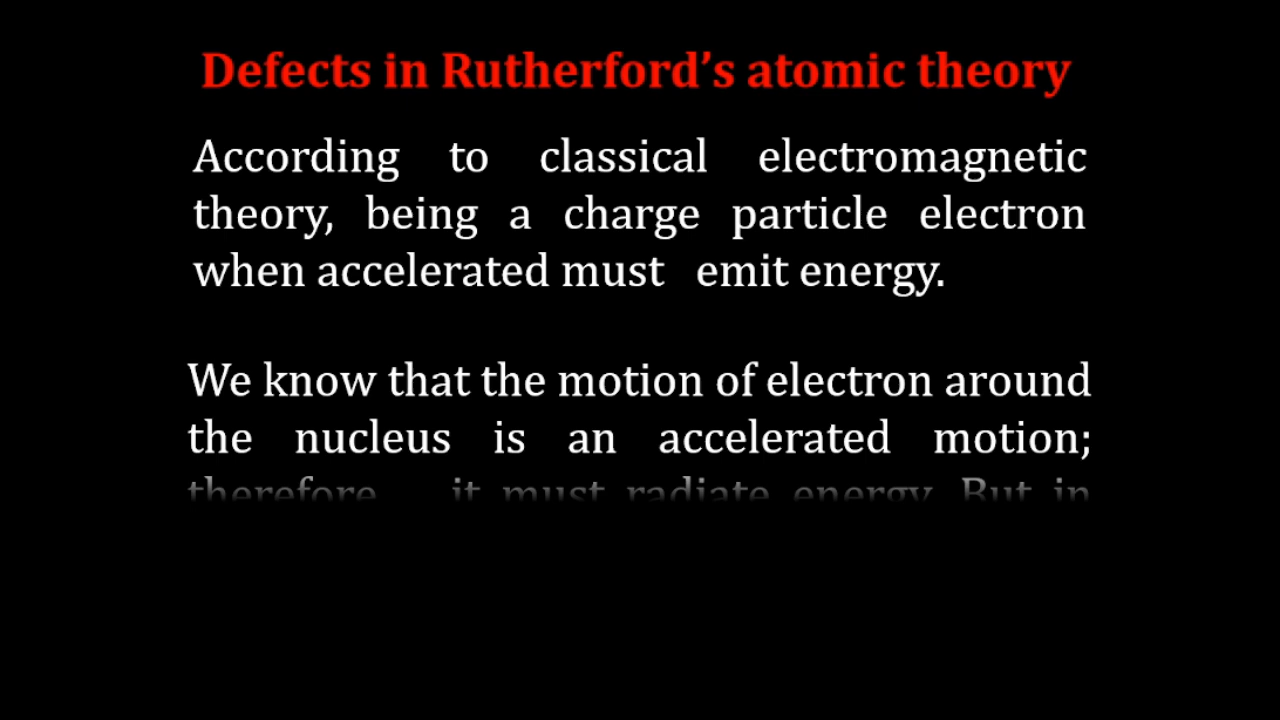 Defects in Rutherford’s atomic theory
According to classical electromagnetic
theory, being a charge particle electron
when accelerated must emit energy.
We know that the motion of electron around
the nucleus is an accelerated motion;
therefore it must radiate energy. But in